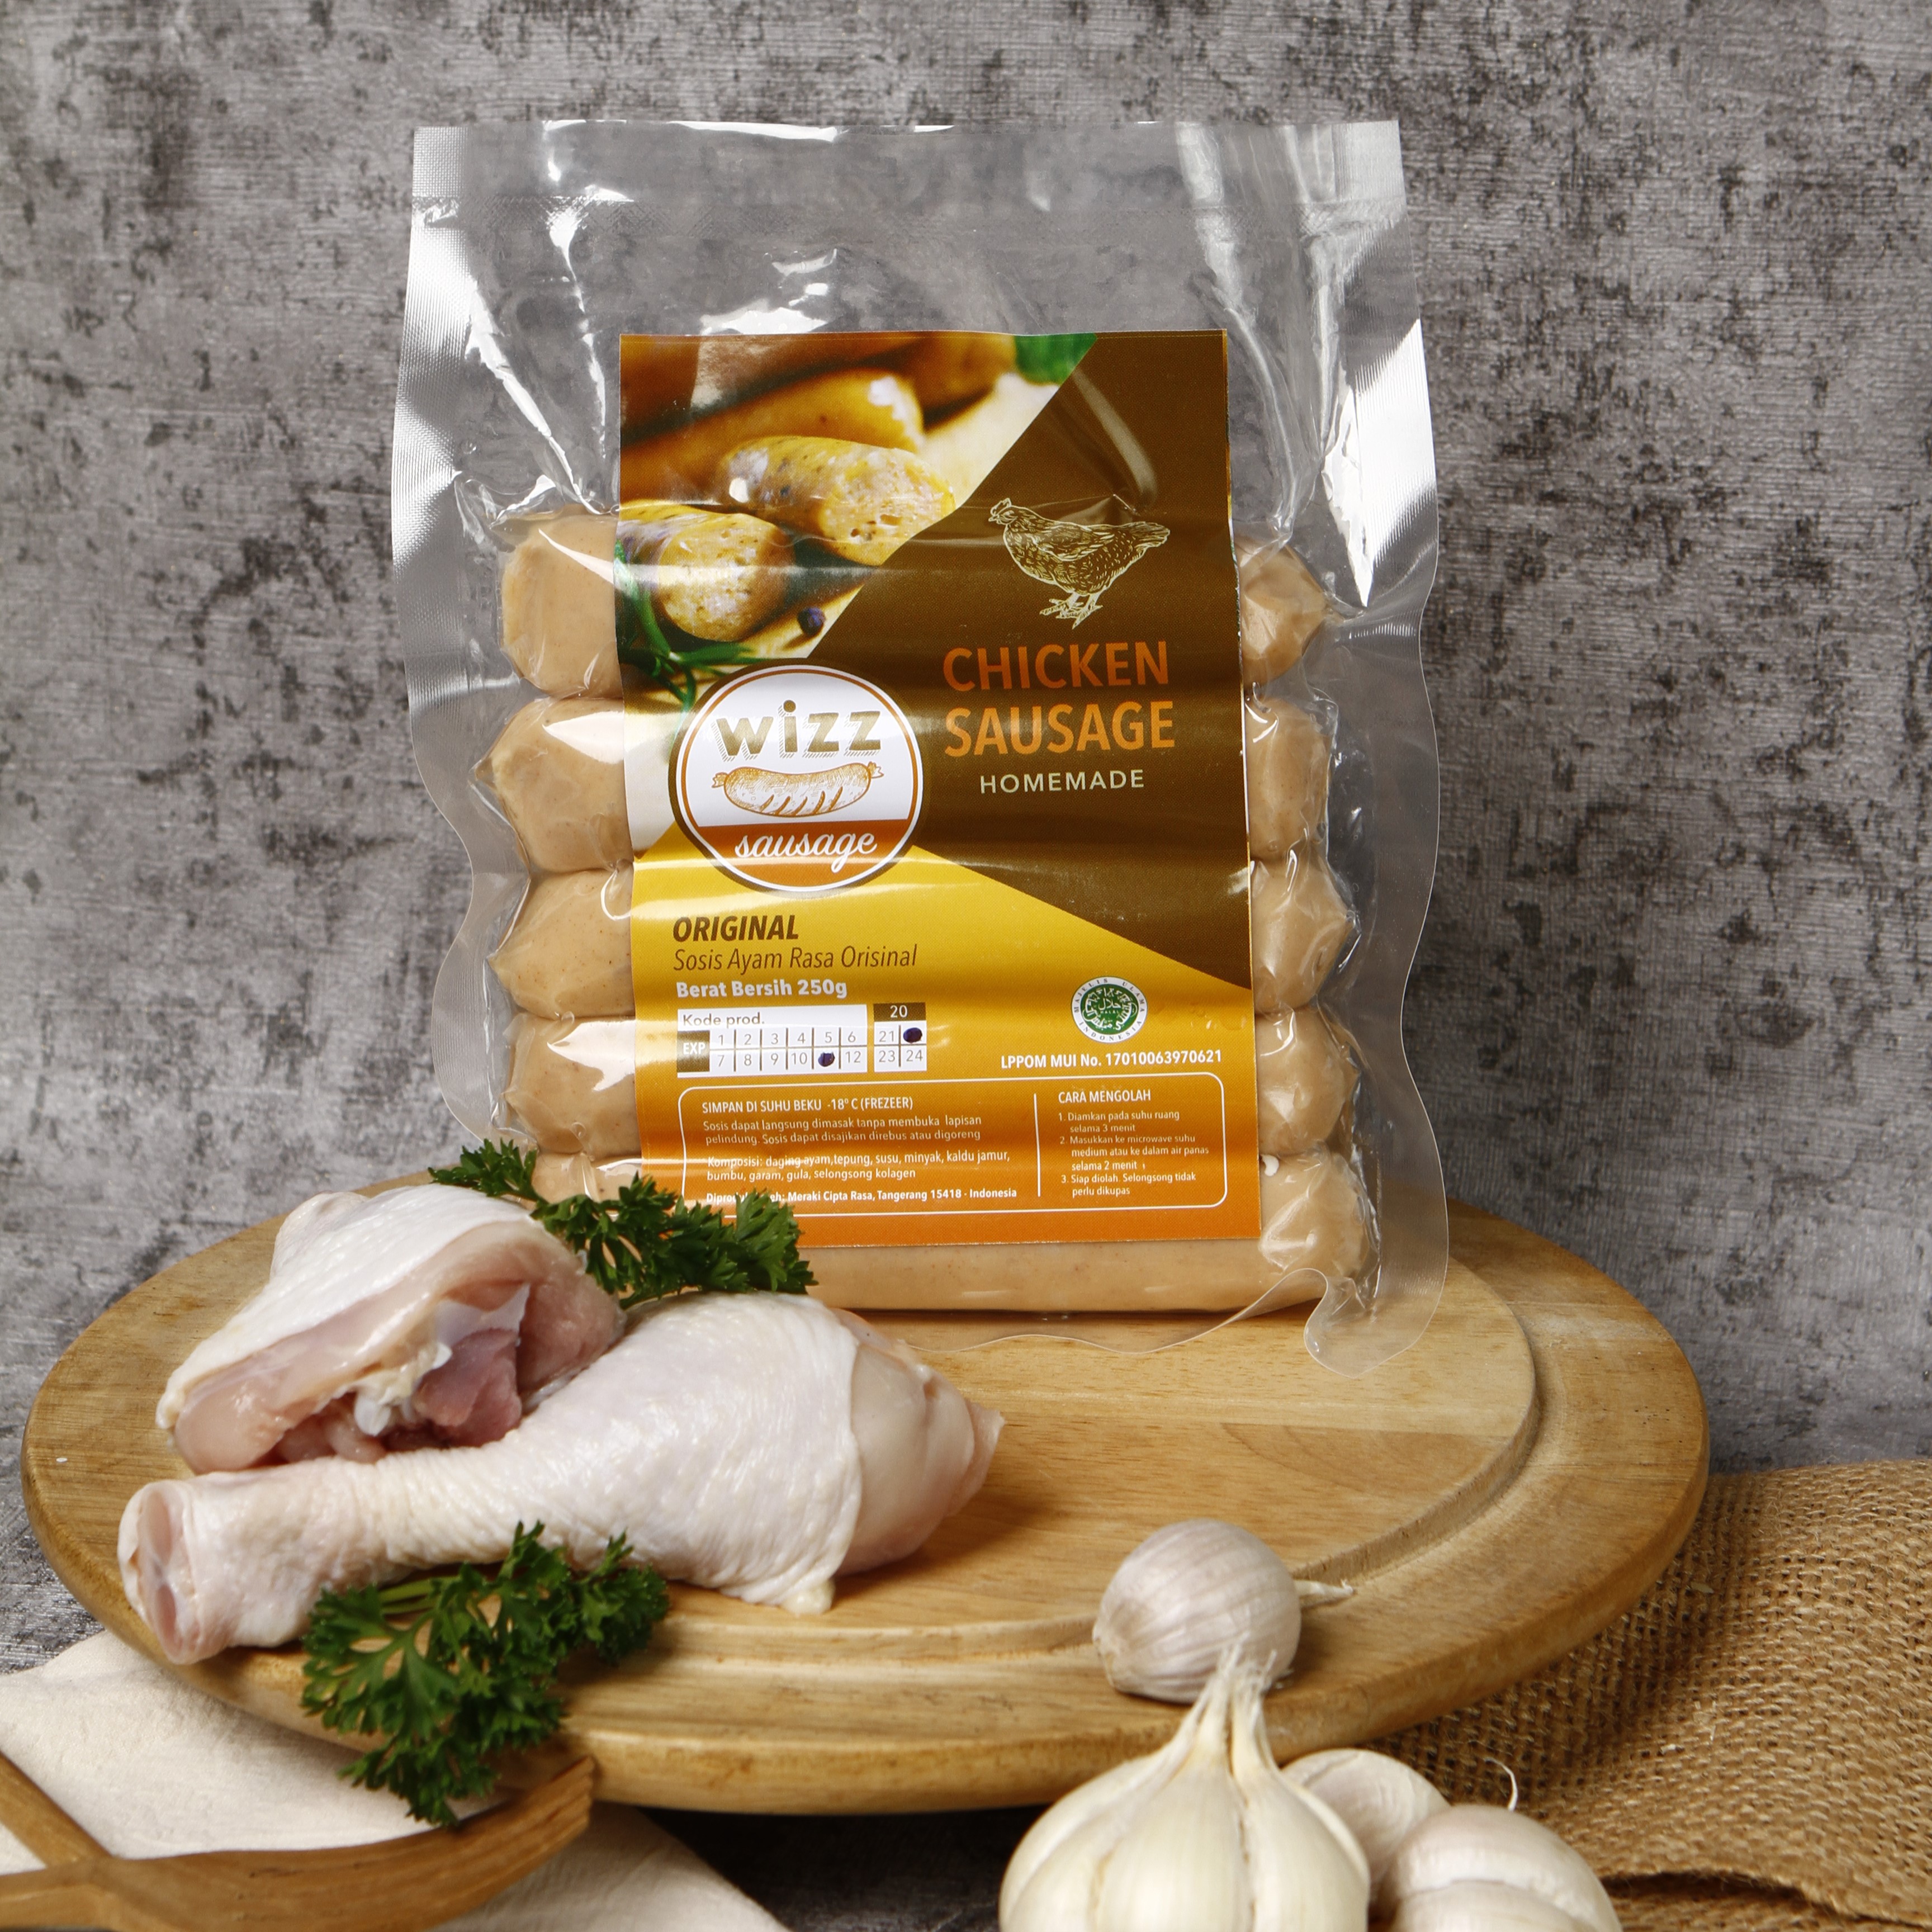 CHICKEN
SAUSAGE
HOMEMADE
wizz
sausage
ORIGINAL
Sosis Ayam Rasa Orisinal
Berat Bersih 250g
Kode prod. 20
EXP 1 2 3 4 5 6 21
7 8 9 10 12 23 24
MAJELIS ULAMA INDONESIA
LPPOM MUI No. 17010063970621
SIMPAN DI SUHU BEKU -18° C (FREZEER)
Sosis dapat langsung dimasak tanpa membuka lapisan
pelindung. Sosis dapat disajikan direbus atau digoreng
Komposisi: daging ayam,tepung, susu, minyak, kaldu jamur,
bumbu, garam, gula, selongsong kolagen
Meraki Cipta Rasa, Tangerang 15418 - Indonesia
CARA MENGOLAH
1. Diamkan pada suhu ruang
selama 3 menit
2. Masukkan ke microwave suhu
medium atau ke dalam air panas
selama 2 menit
3. Siap diolah. Selongsong tidak
perlu dikupas